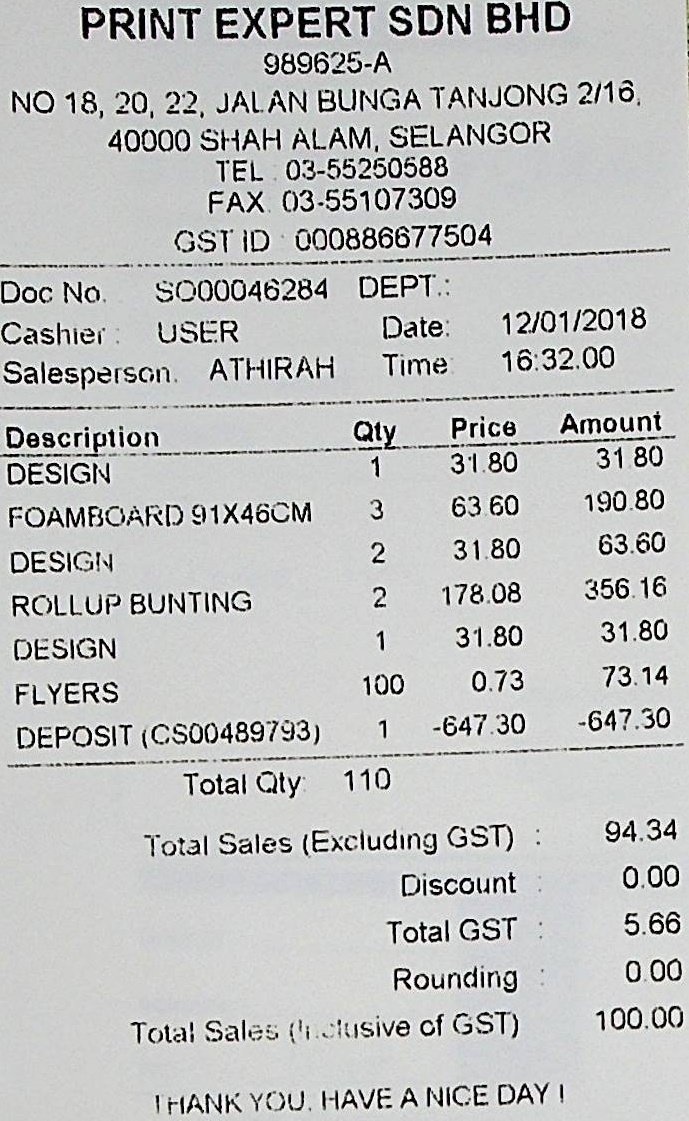 PRINT EXPERT SDN BHD
989625-A
NO 18, 20, 22, JALAN BUNGA TANJONG 2/16,
40000 SHAH ALAM, SELANGOR
TEL : 03-55250588
FAX. 03-55107309
GST ID : 000886677504
Doc No. SO00046284 DEPT.:
Cashier : USER Date: 12/01/2018
Salesperson. ATHIRAH Time: 16:32.00
Description Qty Price Amount
DESIGN 1 31.80 31.80
FOAMBOARD 91X46CM 3 63.60 190.80
DESIGN 2 31.80 63.60
ROLLUP BUNTING 2 178.08 356.16
DESIGN 1 31.80 31.80
FLYERS 100 0.73 73.14
DEPOSIT (CS00489793) 1 -647.30 -647.30
Total Qty: 110
Total Sales (Excluding GST) : 94.34
Discount : 0.00
Total GST : 5.66
Rounding : 0.00
Total Sales (Inclusive of GST) 100.00
THANK YOU. HAVE A NICE DAY !